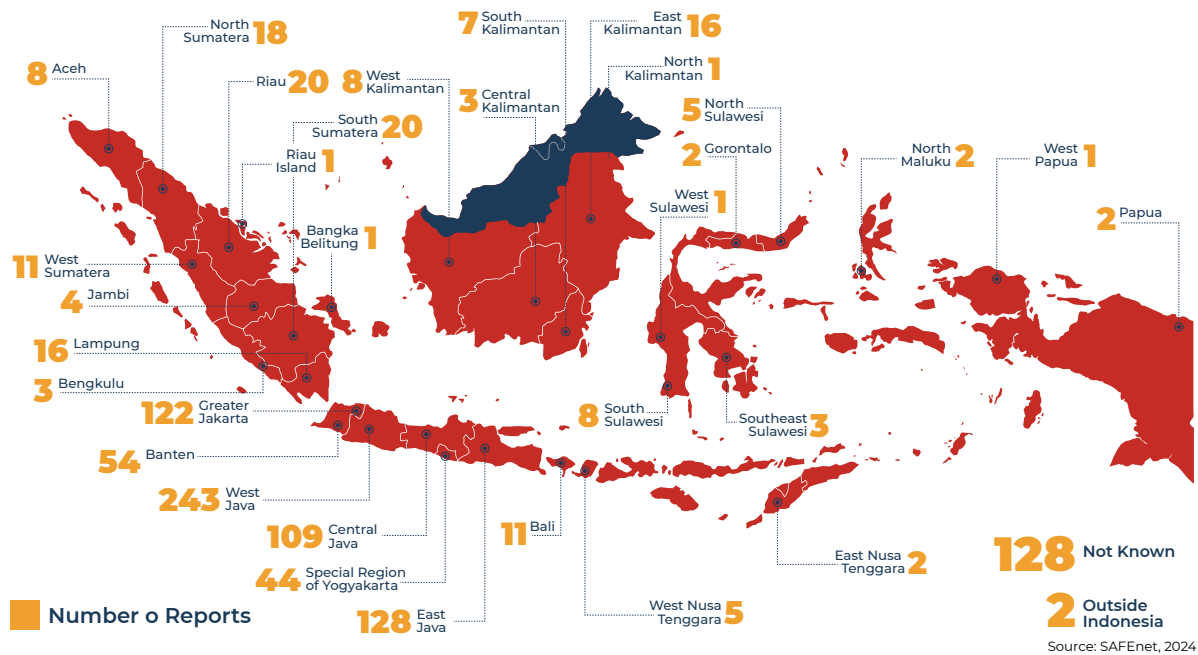 North
Sumatera 18
8 Aceh
Riau 20
South
Sumatera 20
Riau
Island 1
Bangka
Belitung 1
11 West
Sumatera
4 Jambi
16 Lampung
3 Bengkulu
122 Greater
Jakarta
54 Banten
243 West
Java
109 Central
Java
44 Special Region
of Yogyakarta
128 East
Java
7 South
Kalimantan
East
Kalimantan 16
8 West
Kalimantan
North
Kalimantan 1
3 Central
Kalimantan
5 North
Sulawesi
2 Gorontalo
West
Sulawesi 1
8 South
Sulawesi
Southeast
Sulawesi 3
11 Bali
West Nusa
Tenggara 5
East Nusa
Tenggara 2
North
Maluku 2
West
Papua 1
2 Papua
128 Not Known
2 Outside
Indonesia
Number o Reports
Source: SAFEnet, 2024